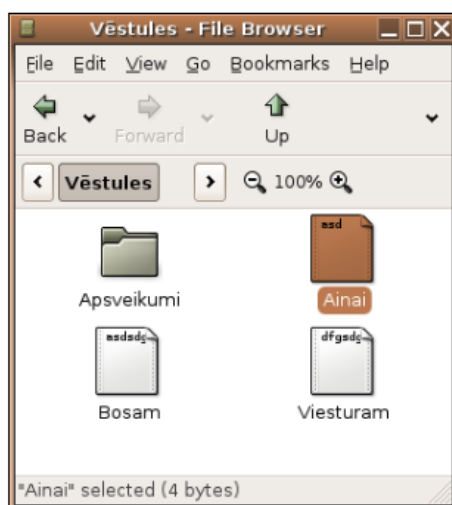 Vēstules - File Browser
File Edit View Go Bookmarks Help
Back Forward Up
Vēstules 100%
asd
Apsveikumi Ainai
asdsdg dfgsdg
Bosam Viesturam
"Ainai" selected (4 bytes)